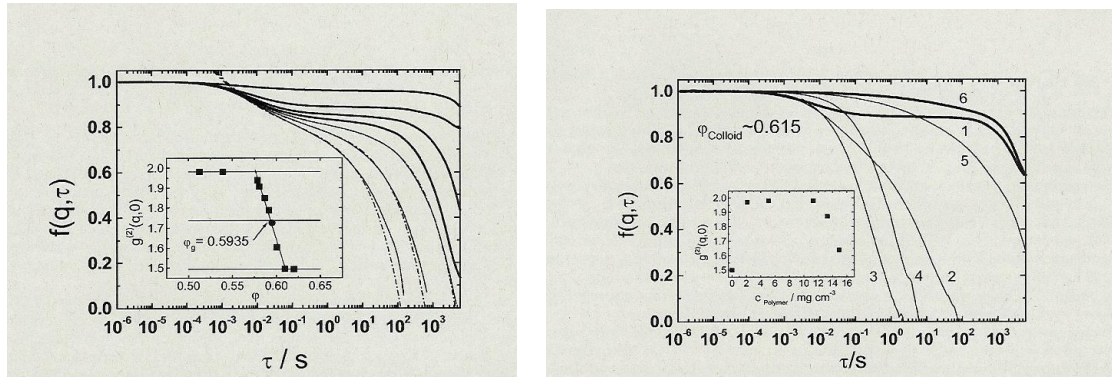 f(q,τ)
1.0
0.8
0.6
0.4
0.2
0.0
g⁽²⁾(q,0)
2.0
1.9
1.8
1.7
1.6
1.5
φg = 0.5935
0.50 0.55 0.60 0.65
φ
10⁻⁶ 10⁻⁵ 10⁻⁴ 10⁻³ 10⁻² 10⁻¹ 10⁰ 10¹ 10² 10³
τ / s
f(q,τ)
1.0
0.8
0.6
0.4
0.2
0.0
φColloid~0.615
6
1
5
3 4 2
g⁽²⁾(q,0)
2.0
1.9
1.8
1.7
1.6
1.5
0 2 4 6 8 10 12 14 16
c Polymer / mg cm⁻³
10⁻⁶ 10⁻⁵ 10⁻⁴ 10⁻³ 10⁻² 10⁻¹ 10⁰ 10¹ 10² 10³
τ/s